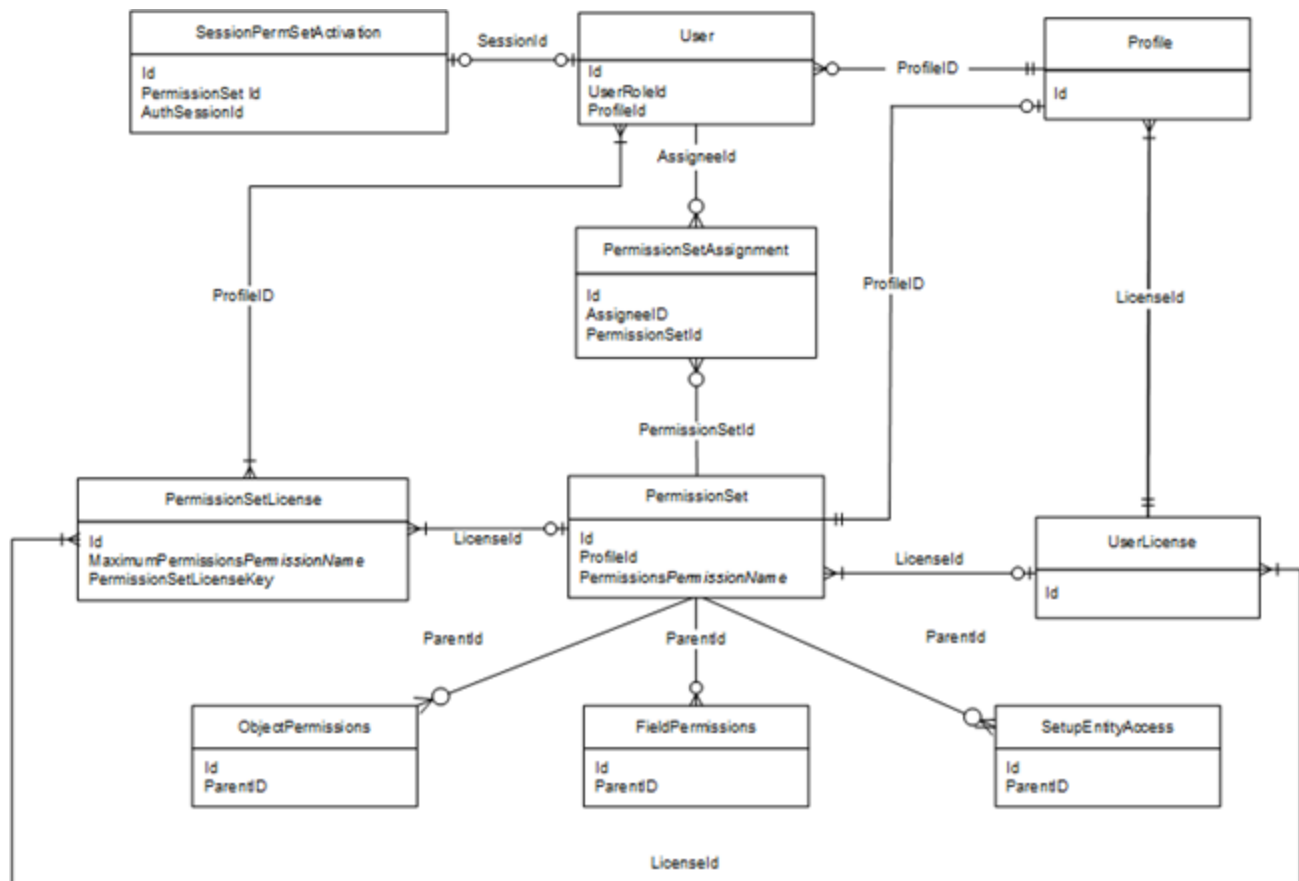 SessionPermSetActivation
Id
PermissionSet Id
AuthSessionId
SessionId
User
Id
UserRoleId
ProfileId
ProfileID
Profile
Id
AssigneeId
PermissionSetAssignment
Id
AssigneeID
PermissionSetId
ProfileID
ProfileID
LicenseId
PermissionSetId
PermissionSetLicense
Id
MaximumPermissionsPermissionName
PermissionSetLicenseKey
LicenseId
PermissionSet
Id
ProfileId
PermissionsPermissionName
LicenseId
UserLicense
Id
ParentId
ParentId
ParentId
ObjectPermissions
Id
ParentID
FieldPermissions
Id
ParentID
SetupEntityAccess
Id
ParentID
LicenseId